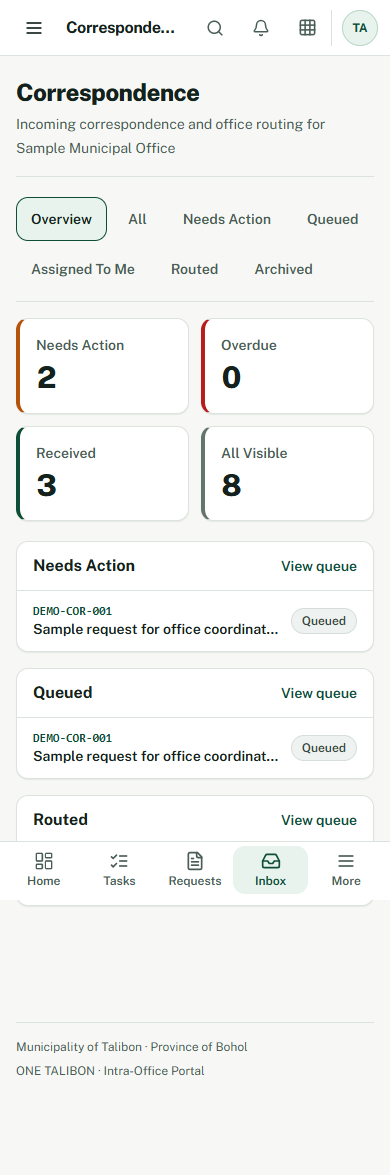 Corresponde...
TA
Correspondence
Incoming correspondence and office routing for
Sample Municipal Office
Overview
All
Needs Action
Queued
Assigned To Me
Routed
Archived
Needs Action
2
Overdue
0
Received
3
All Visible
8
Needs Action
View queue
DEMO-COR-001
Sample request for office coordinat...
Queued
Queued
View queue
DEMO-COR-001
Sample request for office coordinat...
Queued
Routed
View queue
Home
Tasks
Requests
Inbox
More
Municipality of Talibon · Province of Bohol
ONE TALIBON · Intra-Office Portal